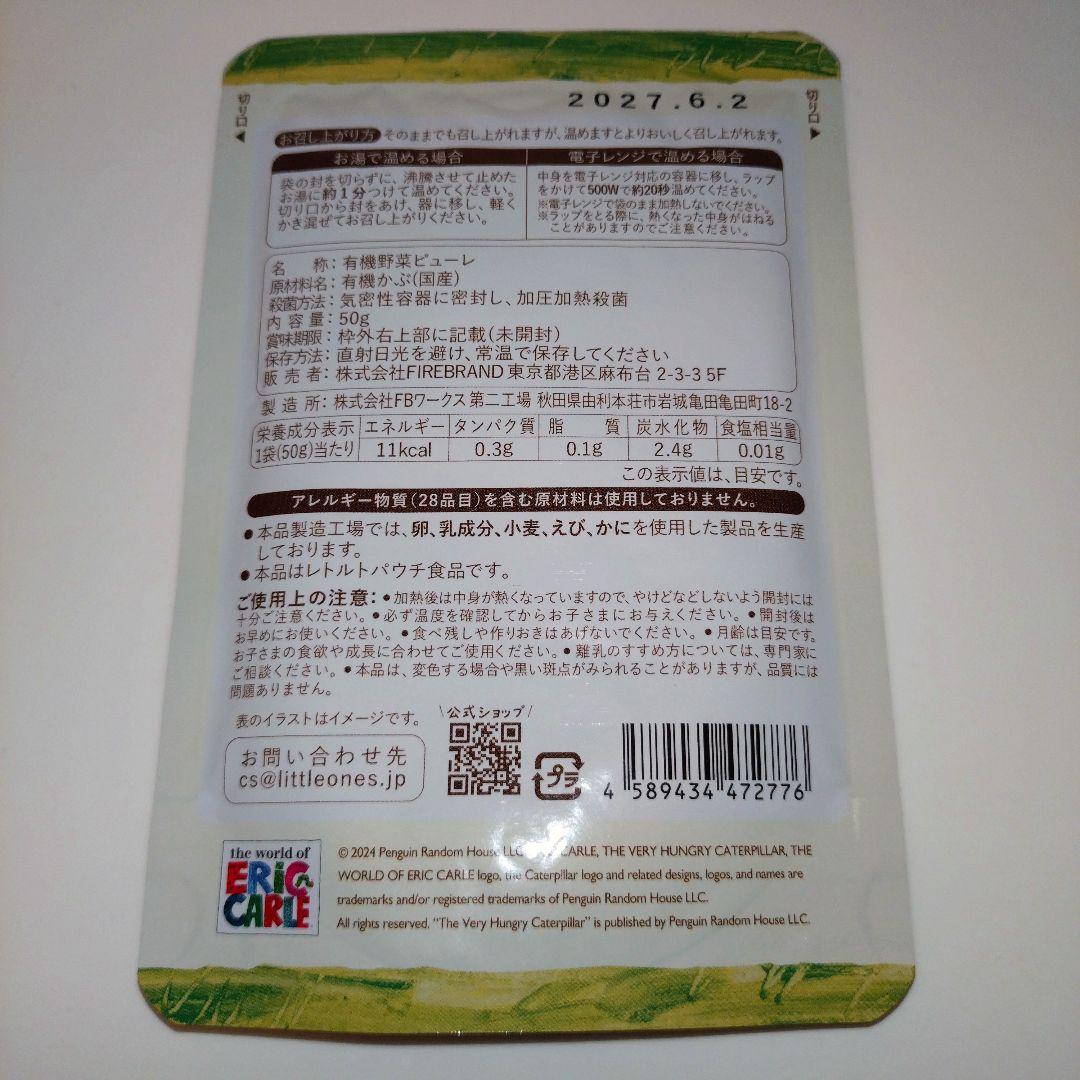 2027.6.2
切り口
切り口
お召し上がり方 そのままでも召し上がれますが、温めますとよりおいしく召し上がれます。
お湯で温める場合
袋の封を切らずに、沸騰させて止めた
お湯に約1分つけて温めてください。
切り口から封をあけ、器に移し、軽く
かき混ぜてお召し上がりください。
電子レンジで温める場合
中身を電子レンジ対応の容器に移し、ラップ
をかけて500Wで約20秒温めてください。
※電子レンジで袋のまま加熱しないでください。
※ラップをとる際に、熱くなった中身がはねる
ことがありますのでご注意ください。
名 称：有機野菜ピューレ
原材料名：有機かぶ(国産)
殺菌方法：気密性容器に密封し、加圧加熱殺菌
内容量：50g
賞味期限：枠外右上部に記載(未開封)
保存方法：直射日光を避け、常温で保存してください
販売者：株式会社FIREBRAND 東京都港区麻布台 2-3-3 5F
製造所：株式会社FBワークス 第二工場 秋田県由利本荘市岩城亀田亀田町18-2
栄養成分表示 エネルギー タンパク質 脂 質 炭水化物 食塩相当量
1袋(50g)当たり 11kcal 0.3g 0.1g 2.4g 0.01g
この表示値は、目安です。
アレルギー物質(28品目)を含む原材料は使用しておりません。
●本品製造工場では、卵、乳成分、小麦、えび、かにを使用した製品を生産
しております。
●本品はレトルトパウチ食品です。
ご使用上の注意：●加熱後は中身が熱くなっていますので、やけどなどしないよう開封には
十分ご注意ください。●必ず温度を確認してからお子さまにお与えください。●開封後は
お早めにお使いください。●食べ残しや作りおきはあげないでください。●月齢は目安です。
お子さまの食欲や成長に合わせてご使用ください。●離乳のすすめ方については、専門家に
ご相談ください。●本品は、変色する場合や黒い斑点がみられることがありますが、品質には
問題ありません。
表のイラストはイメージです。
\公式ショップ/
お問い合わせ先
cs@littleones.jp
プラ
4 589434 472776
the world of
ERIC
CARLE
© 2024 Penguin Random House LLC. CARLE, THE VERY HUNGRY CATERPILLAR, THE
WORLD OF ERIC CARLE logo, the Caterpillar logo and related designs, logos, and names are
trademarks and/or registered trademarks of Penguin Random House LLC.
All rights reserved. "The Very Hungry Caterpillar" is published by Penguin Random House LLC.